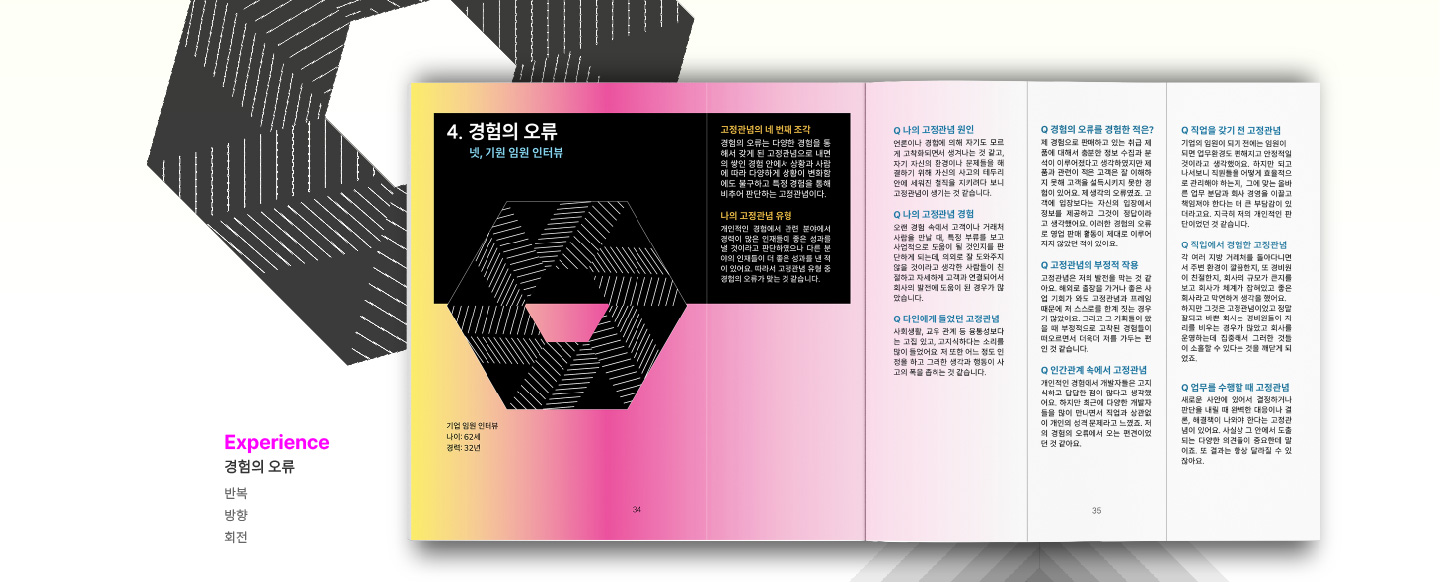 4. 경험의 오류
넷, 기원 임원 인터뷰
고정관념의 네 번째 조각
경험의 오류는 다양한 경험을 통
해서 갖게 된 고정관념으로 내면
의 쌓인 경험 안에서 상황과 사람
에 따라 다양하게 상황이 변화함
에도 불구하고 특정 경험을 통해
비추어 판단하는 고정관념이다.
나의 고정관념 유형
개인적인 경험에서 관련 분야에서
경력이 많은 인재들이 좋은 성과를
낼 것이라고 판단하였으나 다른 분
야의 인재들이 더 좋은 성과를 낸 적
이 있어요. 따라서 고정관념 유형 중
경험의 오류가 맞는 것 같습니다.
기업 임원 인터뷰
나이: 62세
경력: 32년
34
Q 나의 고정관념 원인
언론이나 경험에 의해 자기도 모르
게 고착화되면서 생겨나는 것 같고,
자기 자신의 환경이나 문제들을 해
결하기 위해 자신의 사고의 테두리
안에 세워진 철칙을 지키려다 보니
고정관념이 생기는 것 같습니다.
Q 나의 고정관념 경험
오랜 경험 속에서 고객이나 거래처
사람을 만날 때, 특정 부류를 보고
사업적으로 도움이 될 것인지를 판
단하게 되는데, 의외로 잘 도와주지
않을 것이라고 생각한 사람들이 친
절하고 자세하게 고객과 연결되어서
회사의 발전에 도움이 된 경우가 많
았습니다.
Q 타인에게 들었던 고정관념
사회생활, 교우 관계 등 융통성보다
는 고집 있고, 고지식하다는 소리를
많이 들었어요 저 또한 어느 정도 인
정을 하고 그러한 생각과 행동이 사
고의 폭을 좁히는 것 같습니다.
Q 경험의 오류를 경험한 적은?
제 경험으로 판매하고 있는 취급 제
품에 대해서 충분한 정보 수집과 분
석이 이루어졌다고 생각하였지만 제
품과 관련이 적은 고객은 잘 이해하
지 못해 고객을 설득시키지 못한 경
험이 있어요. 제 생각의 오류였죠. 고
객에 입장보다는 자신의 입장에서
정보를 제공하고 그것이 정답이라
고 생각했어요. 이러한 경험의 오류
로 영업 판매 활동이 제대로 이루어
지지 않았던 적이 있어요.
Q 고정관념의 부정적 작용
고정관념은 저의 발전을 막는 것 같
아요. 해외로 출장을 가거나 좋은 사
업 기회가 와도 고정관념과 프레임
때문에 저 스스로를 한계 짓는 경우
가 많았어요. 그리고 그 기회들이 왔
을 때 부정적으로 고착된 경험들이
떠오르면서 더욱더 저를 가두는 편
인 것 같습니다.
Q 인간관계 속에서 고정관념
개인적인 경험에서 개발자들은 고지
식하고 답답한 점이 많다고 생각했
어요. 하지만 최근에 다양한 개발자
들을 많이 만나면서 직업과 상관없
이 개인의 성격 문제라고 느꼈죠. 저
의 경험의 오류에서 오는 편견이었
던 것 같아요.
35
Q 직업을 갖기 전 고정관념
기업의 임원이 되기 전에는 임원이
되면 업무환경도 편해지고 안정적일
것이라고 생각했어요. 하지만 되고
나서보니 직원들을 어떻게 효율적으
로 관리해야 하는지, 그에 맞는 올바
른 업무 분담과 회사 경영을 이끌고
책임져야 한다는 더 큰 부담감이 있
더라고요. 지극히 저의 개인적인 판
단이었던 것 같습니다.
Q 직업에서 경험한 고정관념
각 여러 지방 거래처를 돌아다니면
서 주변 환경이 깔끔한지, 또 경비원
이 친절한지, 회사의 규모가 큰지를
보고 회사가 체계가 잡혀있고 좋은
회사라고 막연하게 생각을 했어요.
하지만 그것은 고정관념이었고 정말
잘되고 바쁜 회사는 경비원들이 자
리를 비우는 경우가 많았고 회사를
운영하는데 집중해서 그러한 것들
이 소홀할 수 있다는 것을 깨닫게 되
었죠.
Q 업무를 수행할 때 고정관념
새로운 사안에 있어서 결정하거나
판단을 내릴 때 완벽한 대응이나 결
론, 해결책이 나와야 한다는 고정관
념이 있어요. 사실상 그 안에서 도출
되는 다양한 의견들이 중요한데 말
이죠. 또 결과는 항상 달라질 수 있
잖아요.
Experience
경험의 오류
반복
방향
회전